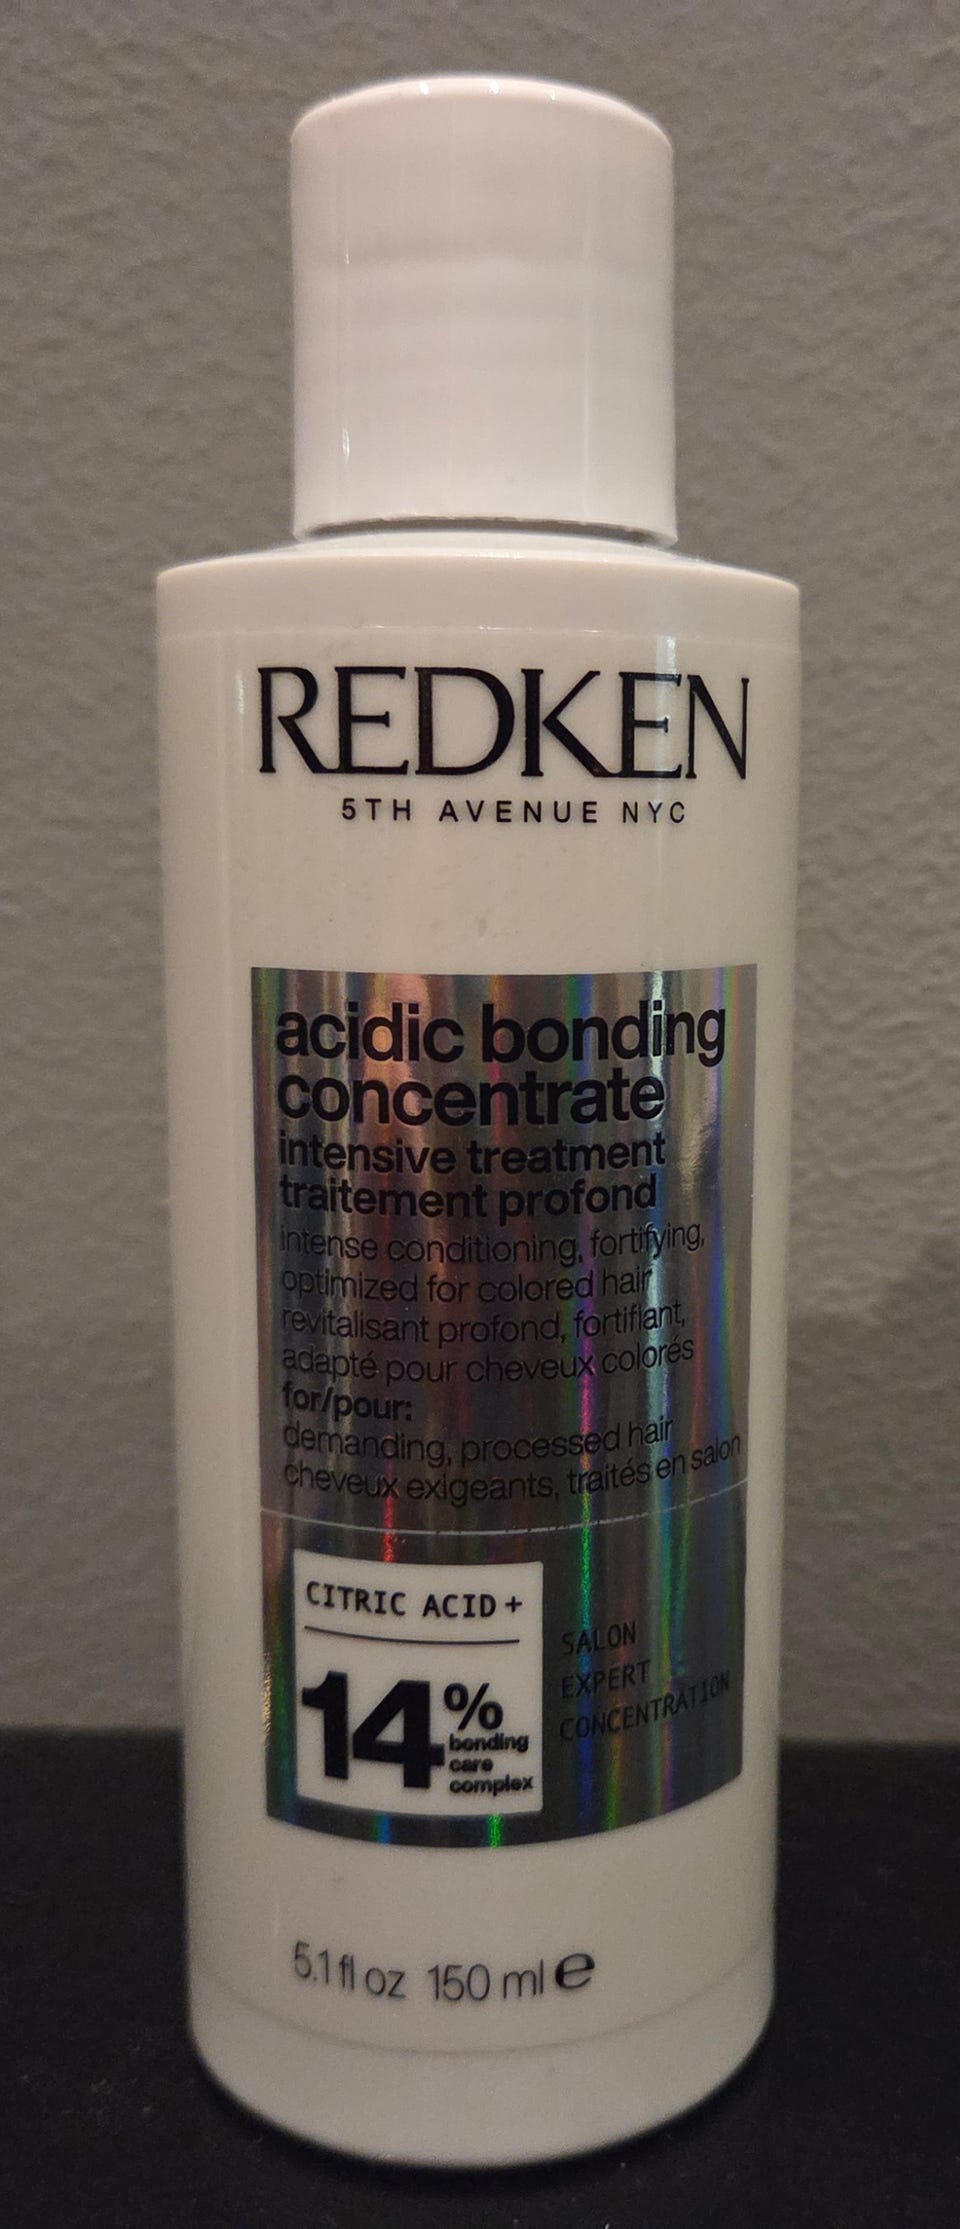 REDKEN
5TH AVENUE NYC
acidic bonding
concentrate
intensive treatment
traitement profond
intense conditioning, fortifying,
optimized for colored hair
revitalisant profond, fortifiant,
adapté pour cheveux colorés
for/pour:
demanding, processed hair
cheveux exigeants, traités en salon
CITRIC ACID +
14%
bonding
care
complex
SALON
EXPERT
CONCENTRATION
5.1 fl oz 150 ml ℮